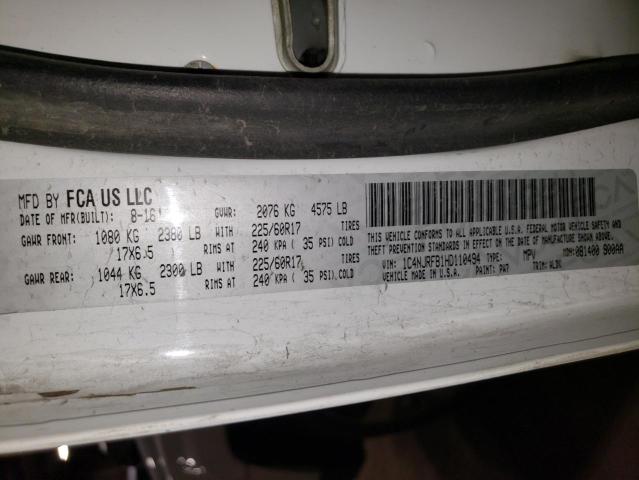 MFD BY FCA US LLC
DATE OF MFR(BUILT): 8-16 GVWR: 2076 KG 4575 LB
GAWR FRONT: 1080 KG 2380 LB WITH 225/60R17 TIRES
17X6.5 RIMS AT 240 KPA ( 35 PSI) COLD
GAWR REAR: 1044 KG 2300 LB WITH 225/60R17 TIRES
17X6.5 RIMS AT 240 KPA ( 35 PSI) COLD
THIS VEHICLE CONFORMS TO ALL APPLICABLE U.S.A. FEDERAL MOTOR VEHICLE SAFETY AND
THEFT PREVENTION STANDARDS IN EFFECT ON THE DATE OF MANUFACTURE SHOWN ABOVE.
VIN: 1C4NJRFB1HD110494 TYPE: MPV MDH:081400 900AA
VEHICLE MADE IN U.S.A. PAINT: PW7